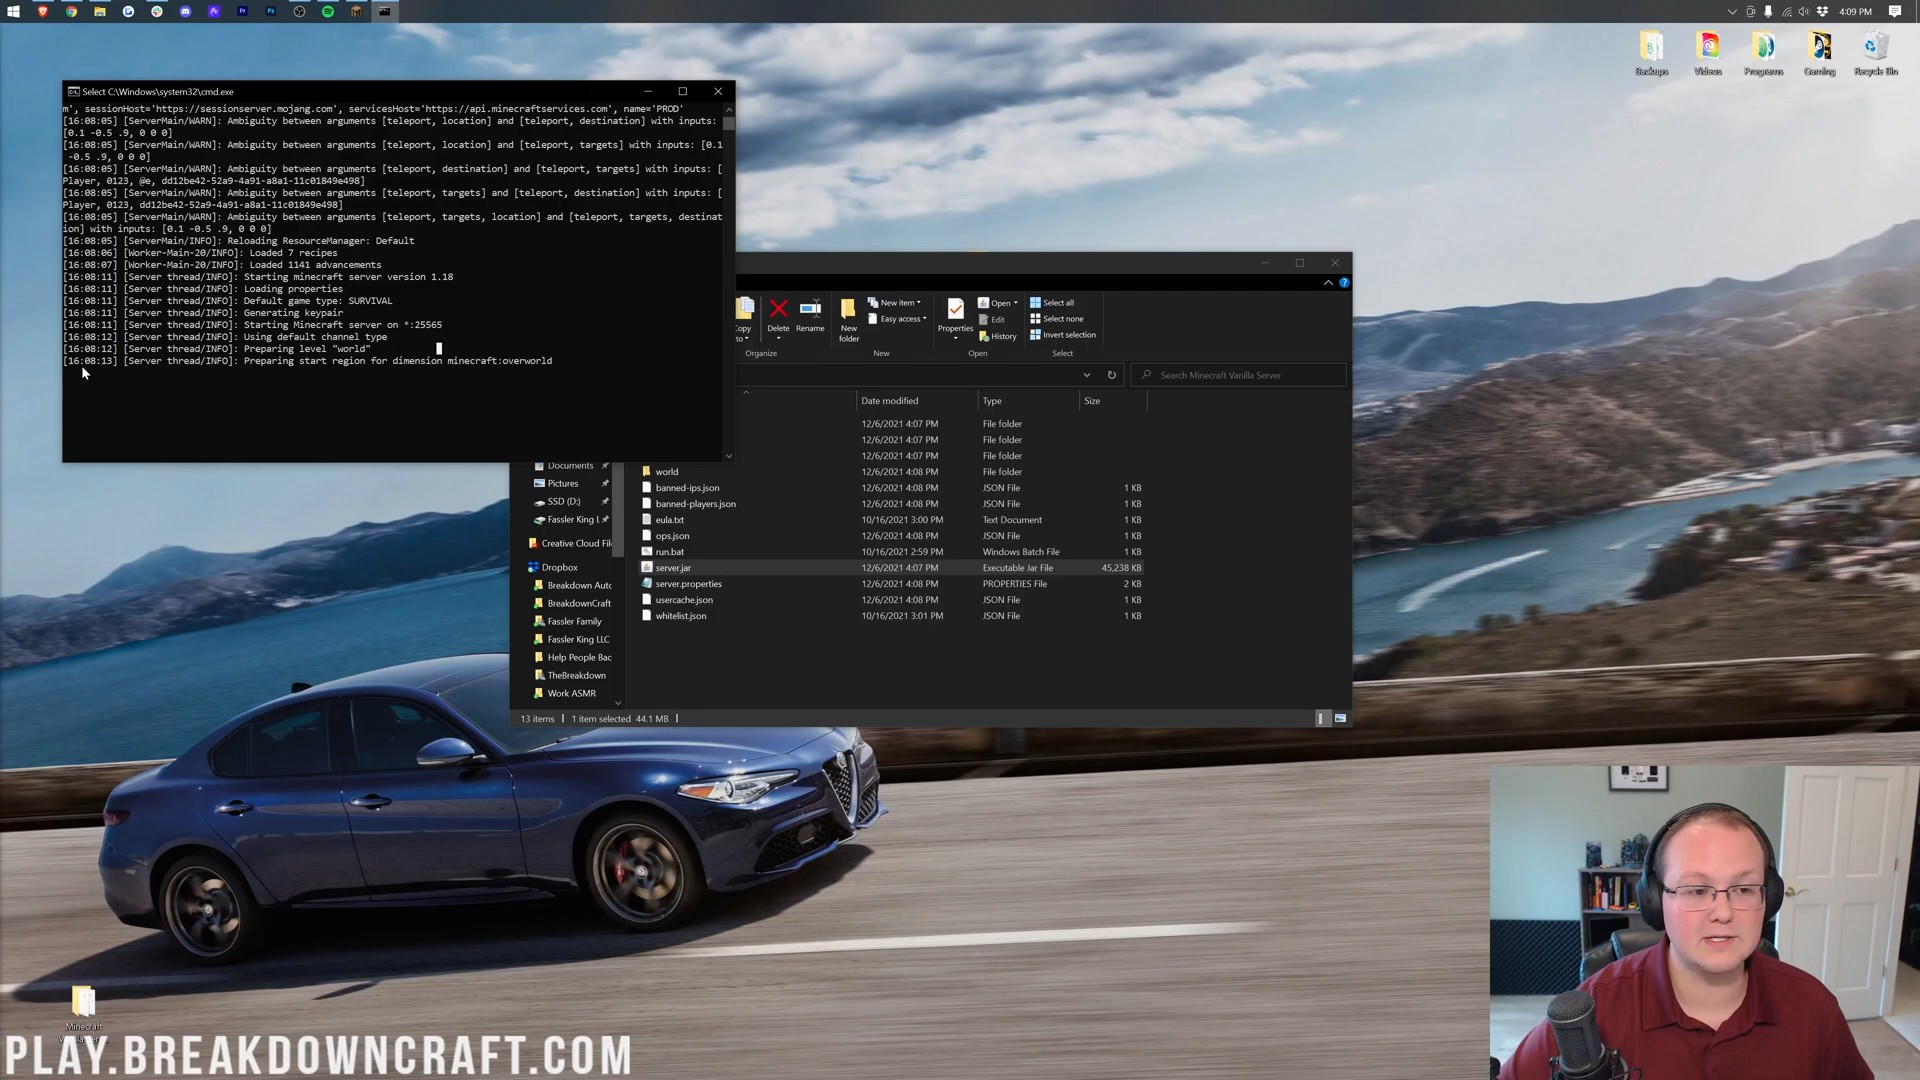 4:09 PM
Backups
Videos
Programs
Gaming
Recycle Bin
Select C:\Windows\system32\cmd.exe
m', sessionHost='https://sessionserver.mojang.com', servicesHost='https://api.minecraftservices.com', name='PROD'
[16:08:05] [ServerMain/WARN]: Ambiguity between arguments [teleport, location] and [teleport, destination] with inputs:
[0.1 -0.5 .9, 0 0 0]
[16:08:05] [ServerMain/WARN]: Ambiguity between arguments [teleport, location] and [teleport, targets] with inputs: [0.1
-0.5 .9, 0 0 0]
[16:08:05] [ServerMain/WARN]: Ambiguity between arguments [teleport, destination] and [teleport, targets] with inputs: [
Player, 0123, @e, dd12be42-52a9-4a91-a8a1-11c01849e498]
[16:08:05] [ServerMain/WARN]: Ambiguity between arguments [teleport, targets] and [teleport, destination] with inputs: [
Player, 0123, dd12be42-52a9-4a91-a8a1-11c01849e498]
[16:08:05] [ServerMain/WARN]: Ambiguity between arguments [teleport, targets, location] and [teleport, targets, destinat
ion] with inputs: [0.1 -0.5 .9, 0 0 0]
[16:08:05] [ServerMain/INFO]: Reloading ResourceManager: Default
[16:08:06] [Worker-Main-20/INFO]: Loaded 7 recipes
[16:08:07] [Worker-Main-20/INFO]: Loaded 1141 advancements
[16:08:11] [Server thread/INFO]: Starting minecraft server version 1.18
[16:08:11] [Server thread/INFO]: Loading properties
[16:08:11] [Server thread/INFO]: Default game type: SURVIVAL
[16:08:11] [Server thread/INFO]: Generating keypair
[16:08:11] [Server thread/INFO]: Starting Minecraft server on *:25565
[16:08:12] [Server thread/INFO]: Using default channel type
[16:08:12] [Server thread/INFO]: Preparing level "world"
[16:08:13] [Server thread/INFO]: Preparing start region for dimension minecraft:overworld
Copy to
Delete
Rename
Organize
New folder
New item
Easy access
New
Properties
Open
Edit
History
Open
Select all
Select none
Invert selection
Select
Search Minecraft Vanilla Server
Date modified Type Size
12/6/2021 4:07 PM File folder
12/6/2021 4:07 PM File folder
12/6/2021 4:07 PM File folder
world 12/6/2021 4:08 PM File folder
banned-ips.json 12/6/2021 4:08 PM JSON File 1 KB
banned-players.json 12/6/2021 4:08 PM JSON File 1 KB
eula.txt 10/16/2021 3:00 PM Text Document 1 KB
ops.json 12/6/2021 4:08 PM JSON File 1 KB
run.bat 10/16/2021 2:59 PM Windows Batch File 1 KB
server.jar 12/6/2021 4:07 PM Executable Jar File 45,238 KB
server.properties 12/6/2021 4:08 PM PROPERTIES File 2 KB
usercache.json 12/6/2021 4:08 PM JSON File 1 KB
whitelist.json 10/16/2021 3:01 PM JSON File 1 KB
Documents
Pictures
SSD (D:)
Fassler King L
Creative Cloud Fil
Dropbox
Breakdown Auto
BreakdownCraft
Fassler Family
Fassler King LLC
Help People Bac
TheBreakdown
Work ASMR
13 items 1 item selected 44.1 MB
Minecraft
PLAY.BREAKDOWNCRAFT.COM